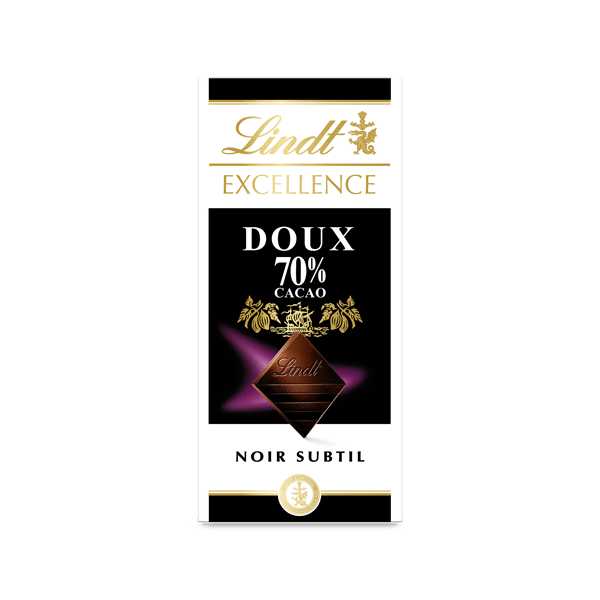 Lindt
EXCELLENCE
DOUX
70%
CACAO
Lindt
NOIR SUBTIL